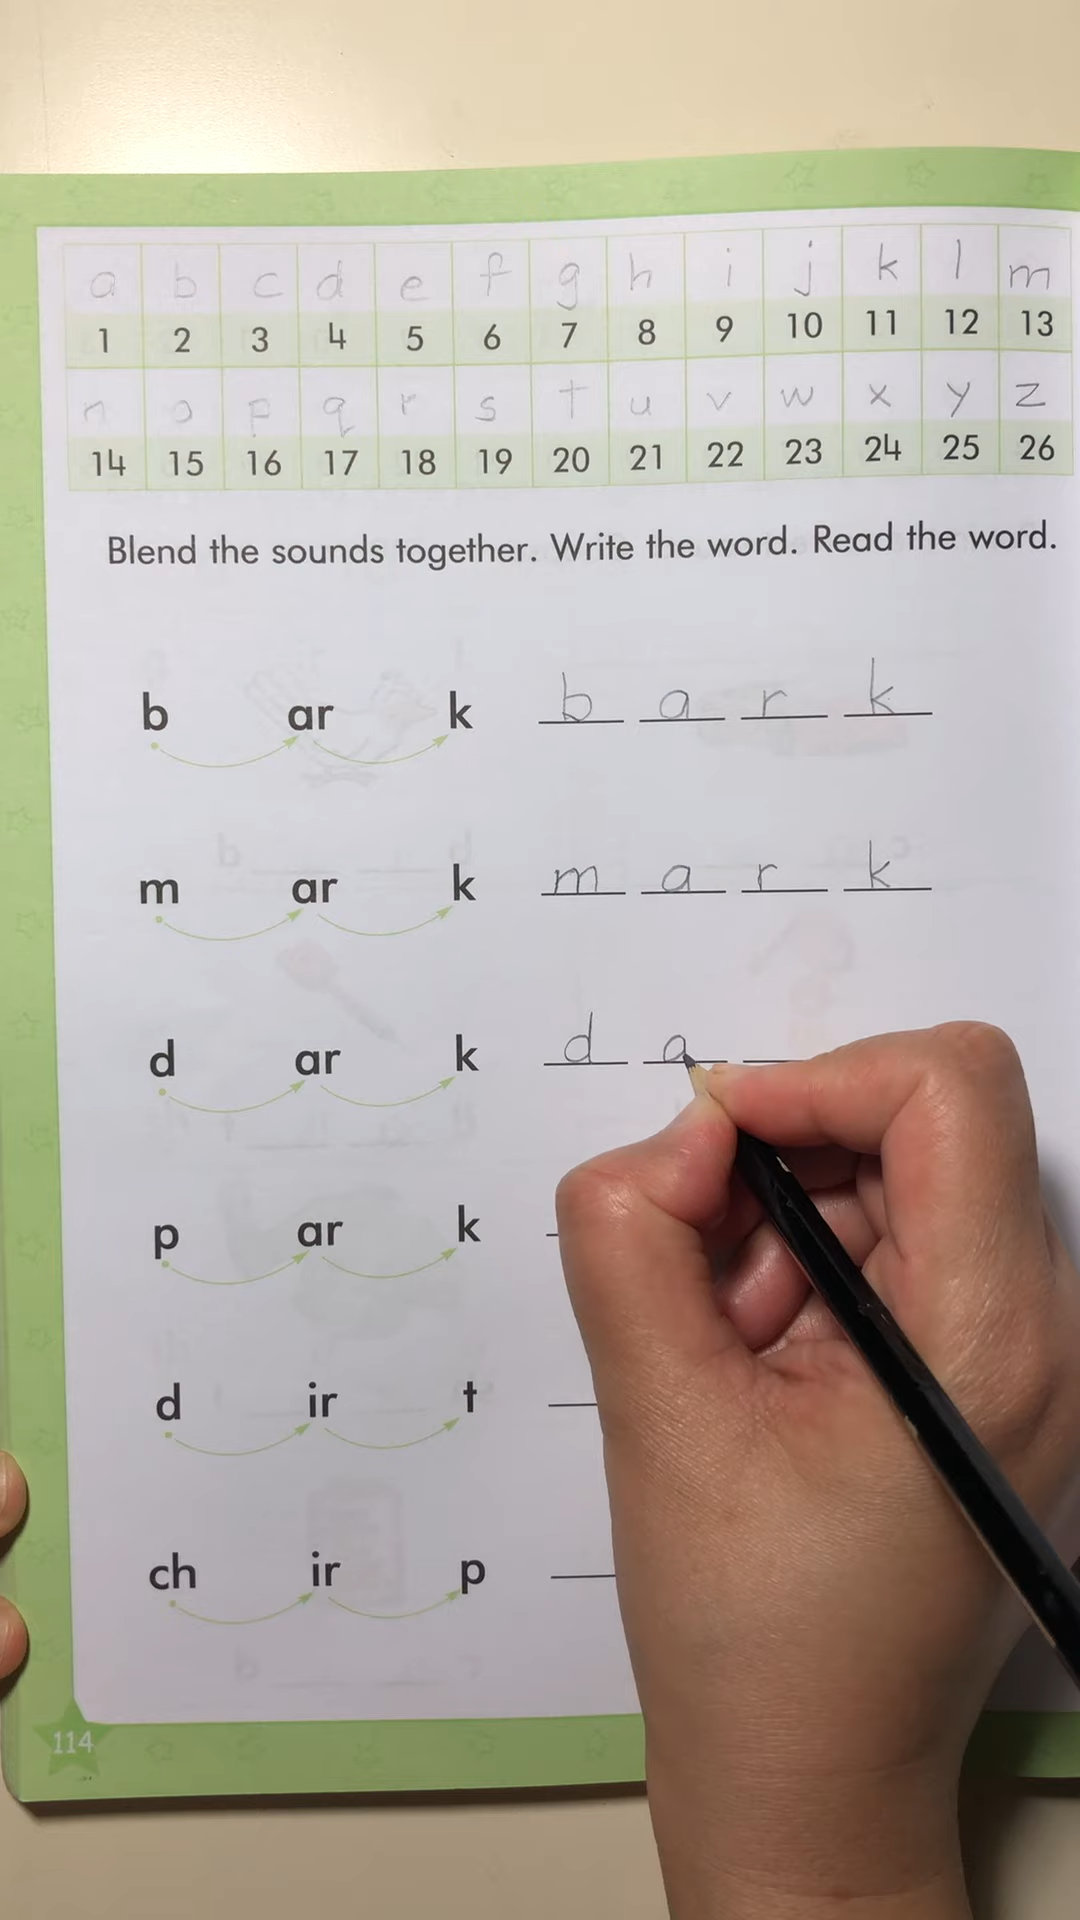 a b c d e f g h i j k l m
1 2 3 4 5 6 7 8 9 10 11 12 13
n o p q r s t u v w x y z
14 15 16 17 18 19 20 21 22 23 24 25 26
Blend the sounds together. Write the word. Read the word.
b ar k b a r k
m ar k m a r k
d ar k d a
p ar k
d ir t
ch ir p
114